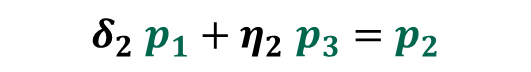 δ₂ p₁ + η₂ p₃ = p₂